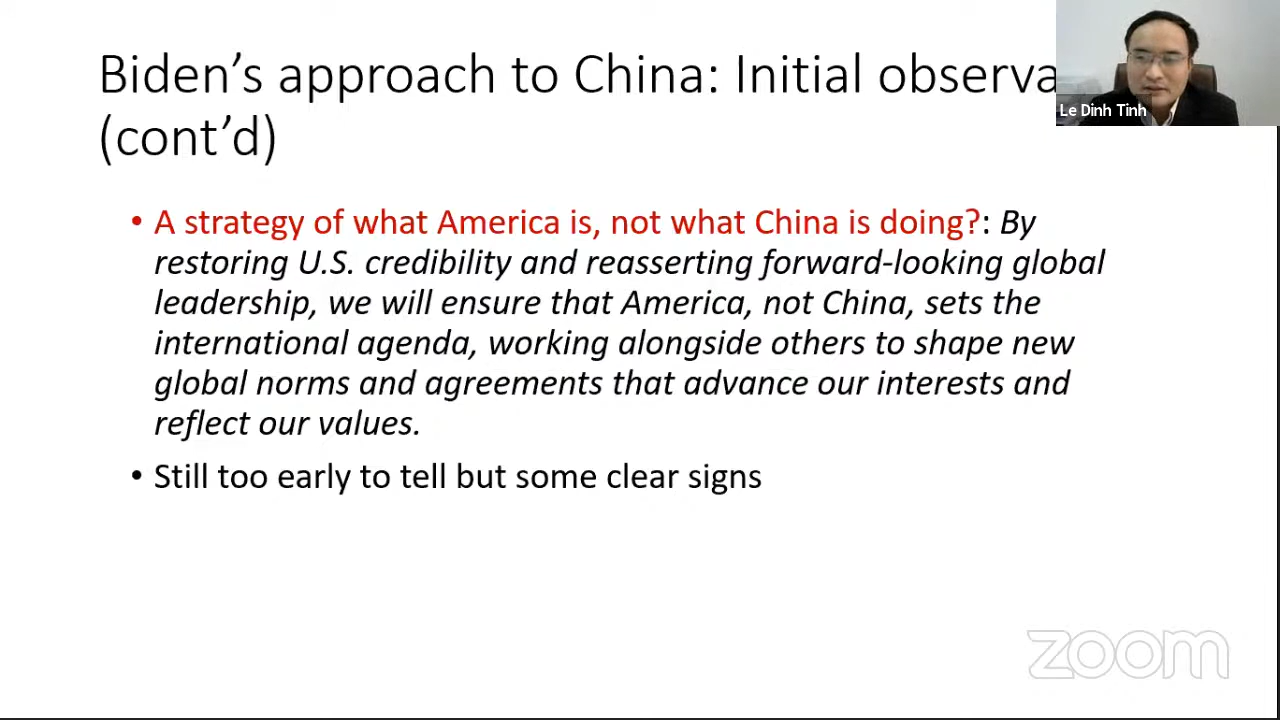 Biden’s approach to China: Initial observa
(cont’d)
Le Dinh Tinh
• A strategy of what America is, not what China is doing?: By
restoring U.S. credibility and reasserting forward-looking global
leadership, we will ensure that America, not China, sets the
international agenda, working alongside others to shape new
global norms and agreements that advance our interests and
reflect our values.
• Still too early to tell but some clear signs
zoom